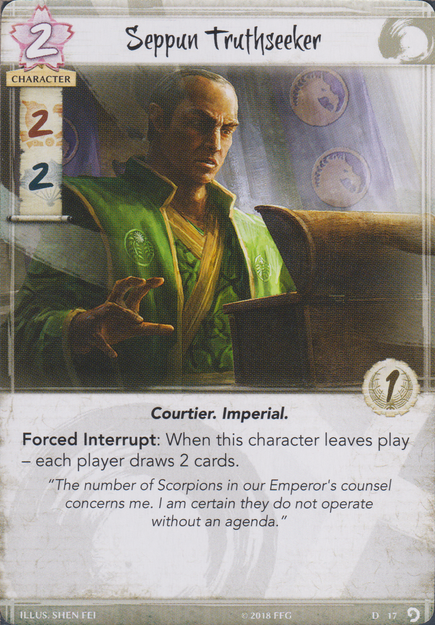 2
Seppun Truthseeker
CHARACTER
2
2
1
Courtier. Imperial.
Forced Interrupt: When this character leaves play
– each player draws 2 cards.
“The number of Scorpions in our Emperor's counsel
concerns me. I am certain they do not operate
without an agenda.”
ILLUS. SHEN FEI
©2018 FFG
D 17